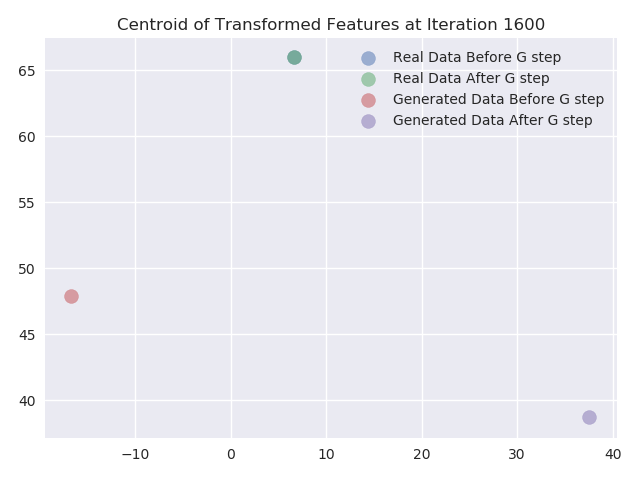 Centroid of Transformed Features at Iteration 1600
Real Data Before G step
Real Data After G step
Generated Data Before G step
Generated Data After G step
65
60
55
50
45
40
−10 0 10 20 30 40